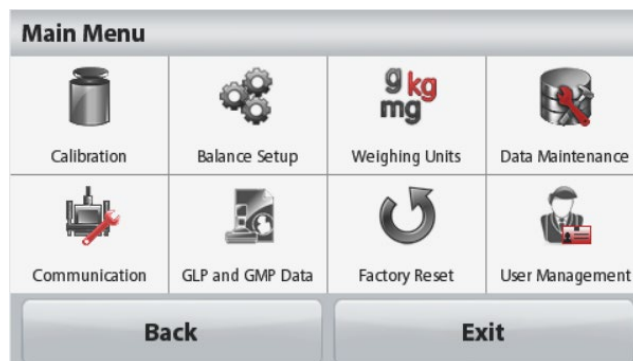 Main Menu
g kg
mg
Calibration
Balance Setup
Weighing Units
Data Maintenance
Communication
GLP and GMP Data
Factory Reset
User Management
Back
Exit